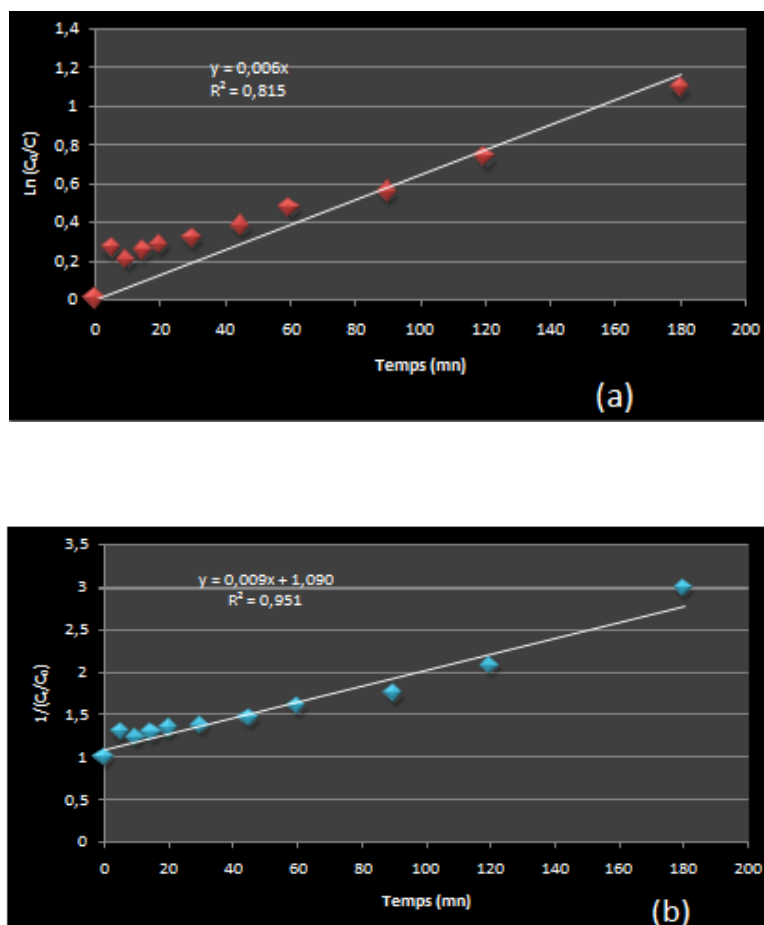 1,4
1,2
1
0,8
0,6
0,4
0,2
0
Ln (C₀/C)
y = 0,006x
R² = 0,815
0 20 40 60 80 100 120 140 160 180 200
Temps (mn)
(a)
3,5
3
2,5
2
1,5
1
0,5
0
y = 0,009x + 1,090
R² = 0,951
0 20 40 60 80 100 120 140 160 180 200
Temps (mn)
(b)